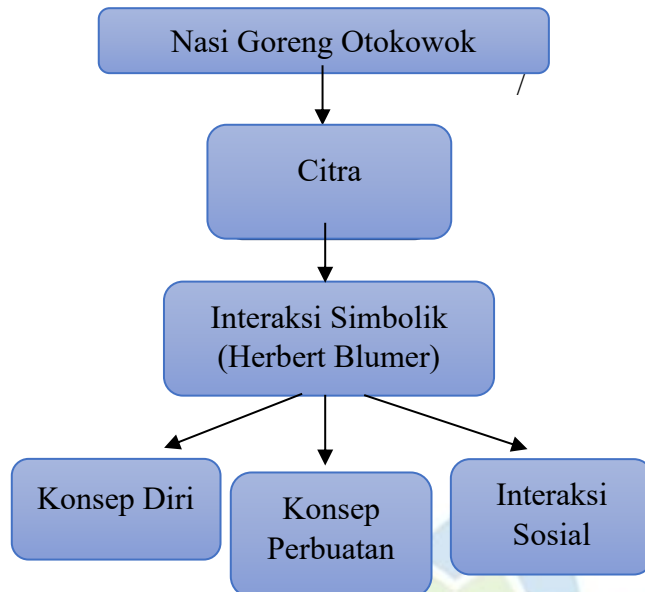 Nasi Goreng Otokowok
Citra
Interaksi Simbolik
(Herbert Blumer)
Konsep Diri
Konsep
Perbuatan
Interaksi
Sosial